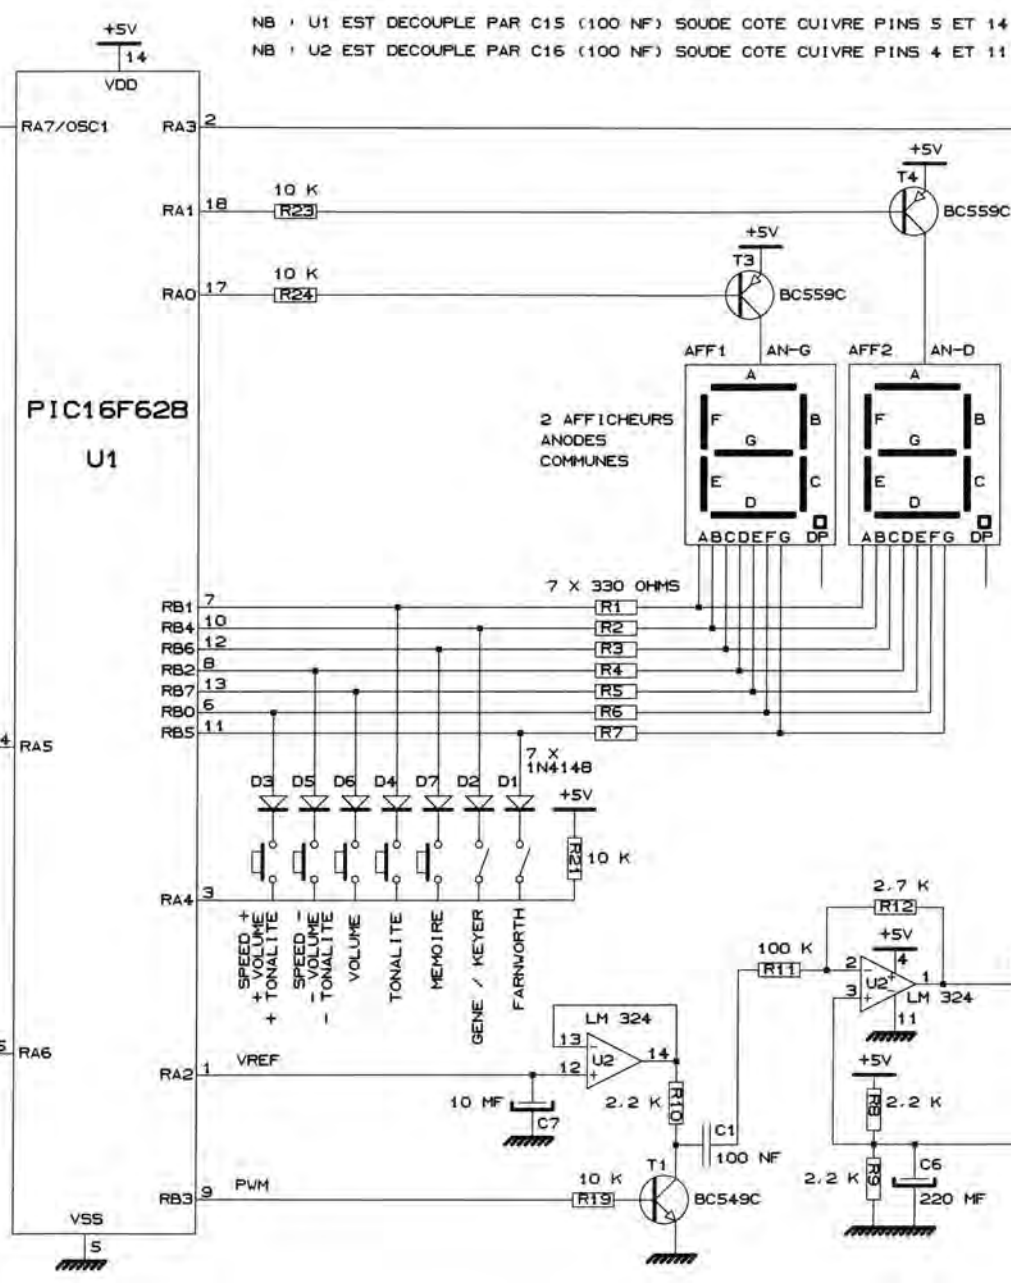 NB : U1 EST DECOUPLE PAR C15 (100 NF) SOUDE COTE CUIVRE PINS 5 ET 14
NB : U2 EST DECOUPLE PAR C16 (100 NF) SOUDE COTE CUIVRE PINS 4 ET 11
+5V
14
VDD
RA7/OSC1
RA3 2
+5V
T4
10 K
RA1 18
R23
BC559C
+5V
T3
10 K
RA0 17
R24
BC559C
AFF1 AN-G
AFF2 AN-D
A
F B
G
E C
D
A B C D E F G DP
A
F B
G
E C
D
A B C D E F G DP
2 AFFICHEURS
ANODES
COMMUNES
PIC16F628
U1
7 X 330 OHMS
RB1 7 R1
RB4 10 R2
RB6 12 R3
RB2 8 R4
RB7 13 R5
RB0 6 R6
RB5 11 R7
4 RA5
7 X
1N4148
D3 D5 D6 D4 D7 D2 D1
+5V
R21
10 K
RA4 3
SPEED +
+ VOLUME
+ TONALITE
SPEED -
- VOLUME
- TONALITE
VOLUME
TONALITE
MEMOIRE
GENE / KEYER
FARNWORTH
2.7 K
R12
+5V
100 K
R11
2
-
4
1
3
+
U2
LM 324
11
LM 324
13
-
U2
14
12
+
RA6
RA2 1
VREF
10 MF
C7
2.2 K
R10
C1
100 NF
+5V
R8
2.2 K
R9
2.2 K
C6
220 MF
RB3 9
PWM
10 K
R19
T1
BC549C
VSS
5